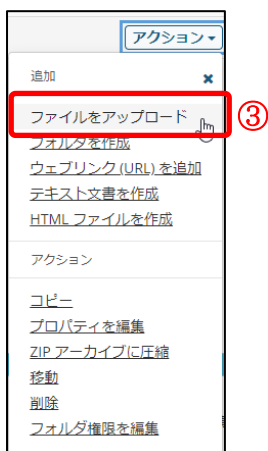 アクション
追加
ファイルをアップロード
③
フォルダを作成
ウェブリンク (URL) を追加
テキスト文書を作成
HTML ファイルを作成
アクション
コピー
プロパティを編集
ZIP アーカイブに圧縮
移動
削除
フォルダ権限を編集